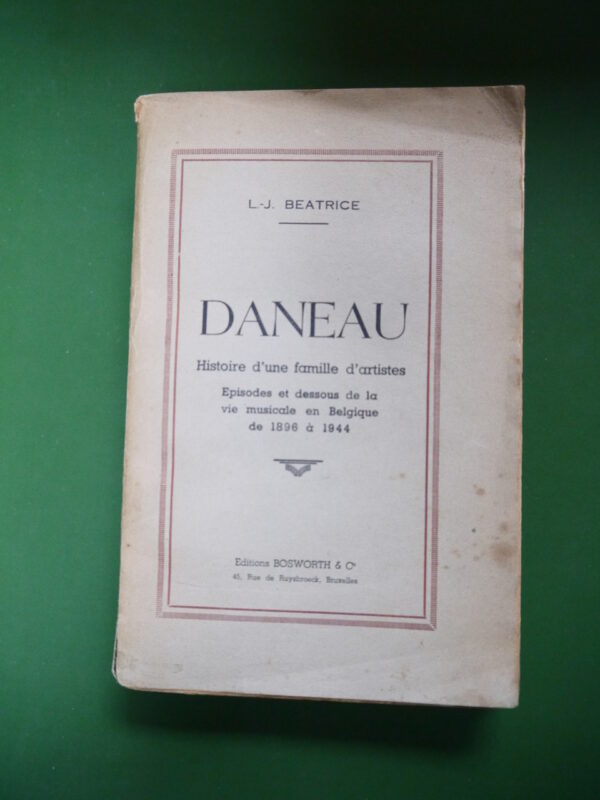 L.-J. BEATRICE
DANEAU
Histoire d'une famille d'artistes
Episodes et dessous de la
vie musicale en Belgique
de 1896 à 1944
Editions BOSWORTH & Cº
45, Rue de Ruysbroeck, Bruxelles